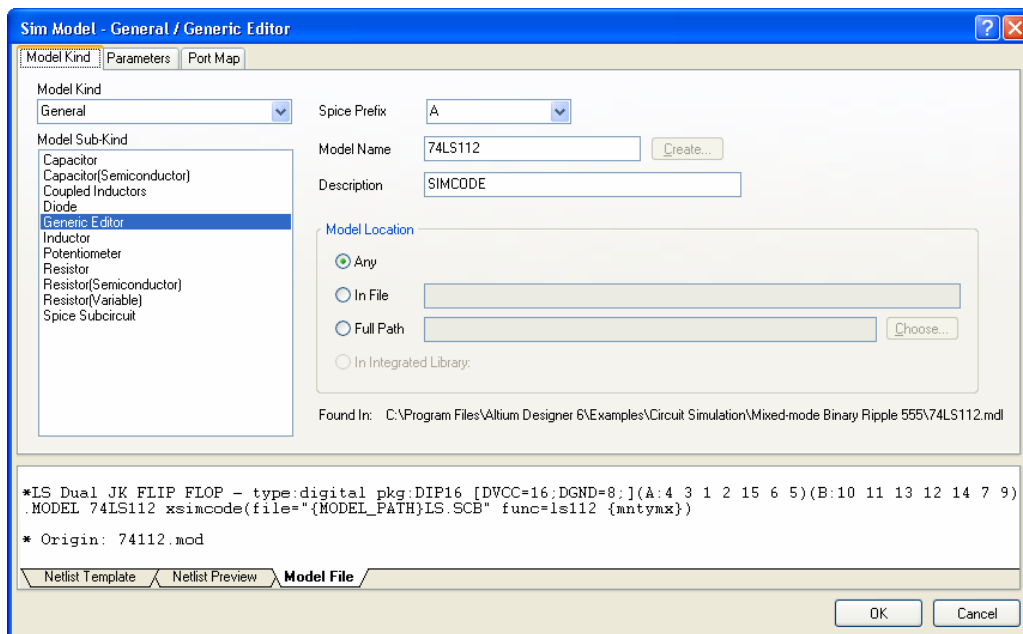 Sim Model - General / Generic Editor
Model Kind Parameters Port Map
Model Kind
General
Model Sub-Kind
Capacitor
Capacitor(Semiconductor)
Coupled Inductors
Diode
Generic Editor
Inductor
Potentiometer
Resistor
Resistor(Semiconductor)
Resistor(Variable)
Spice Subcircuit
Spice Prefix A
Model Name 74LS112 Create...
Description SIMCODE
Model Location
Any
In File
Full Path Choose...
In Integrated Library:
Found In: C:\Program Files\Altium Designer 6\Examples\Circuit Simulation\Mixed-mode Binary Ripple 555\74LS112.mdl
*LS Dual JK FLIP FLOP - type:digital pkg:DIP16 [DVCC=16;DGND=8;](A:4 3 1 2 15 6 5)(B:10 11 13 12 14 7 9)
.MODEL 74LS112 xsimcode(file="{MODEL_PATH}LS.SCB" func=ls112 {mntymx})
* Origin: 74112.mod
Netlist Template Netlist Preview Model File
OK Cancel